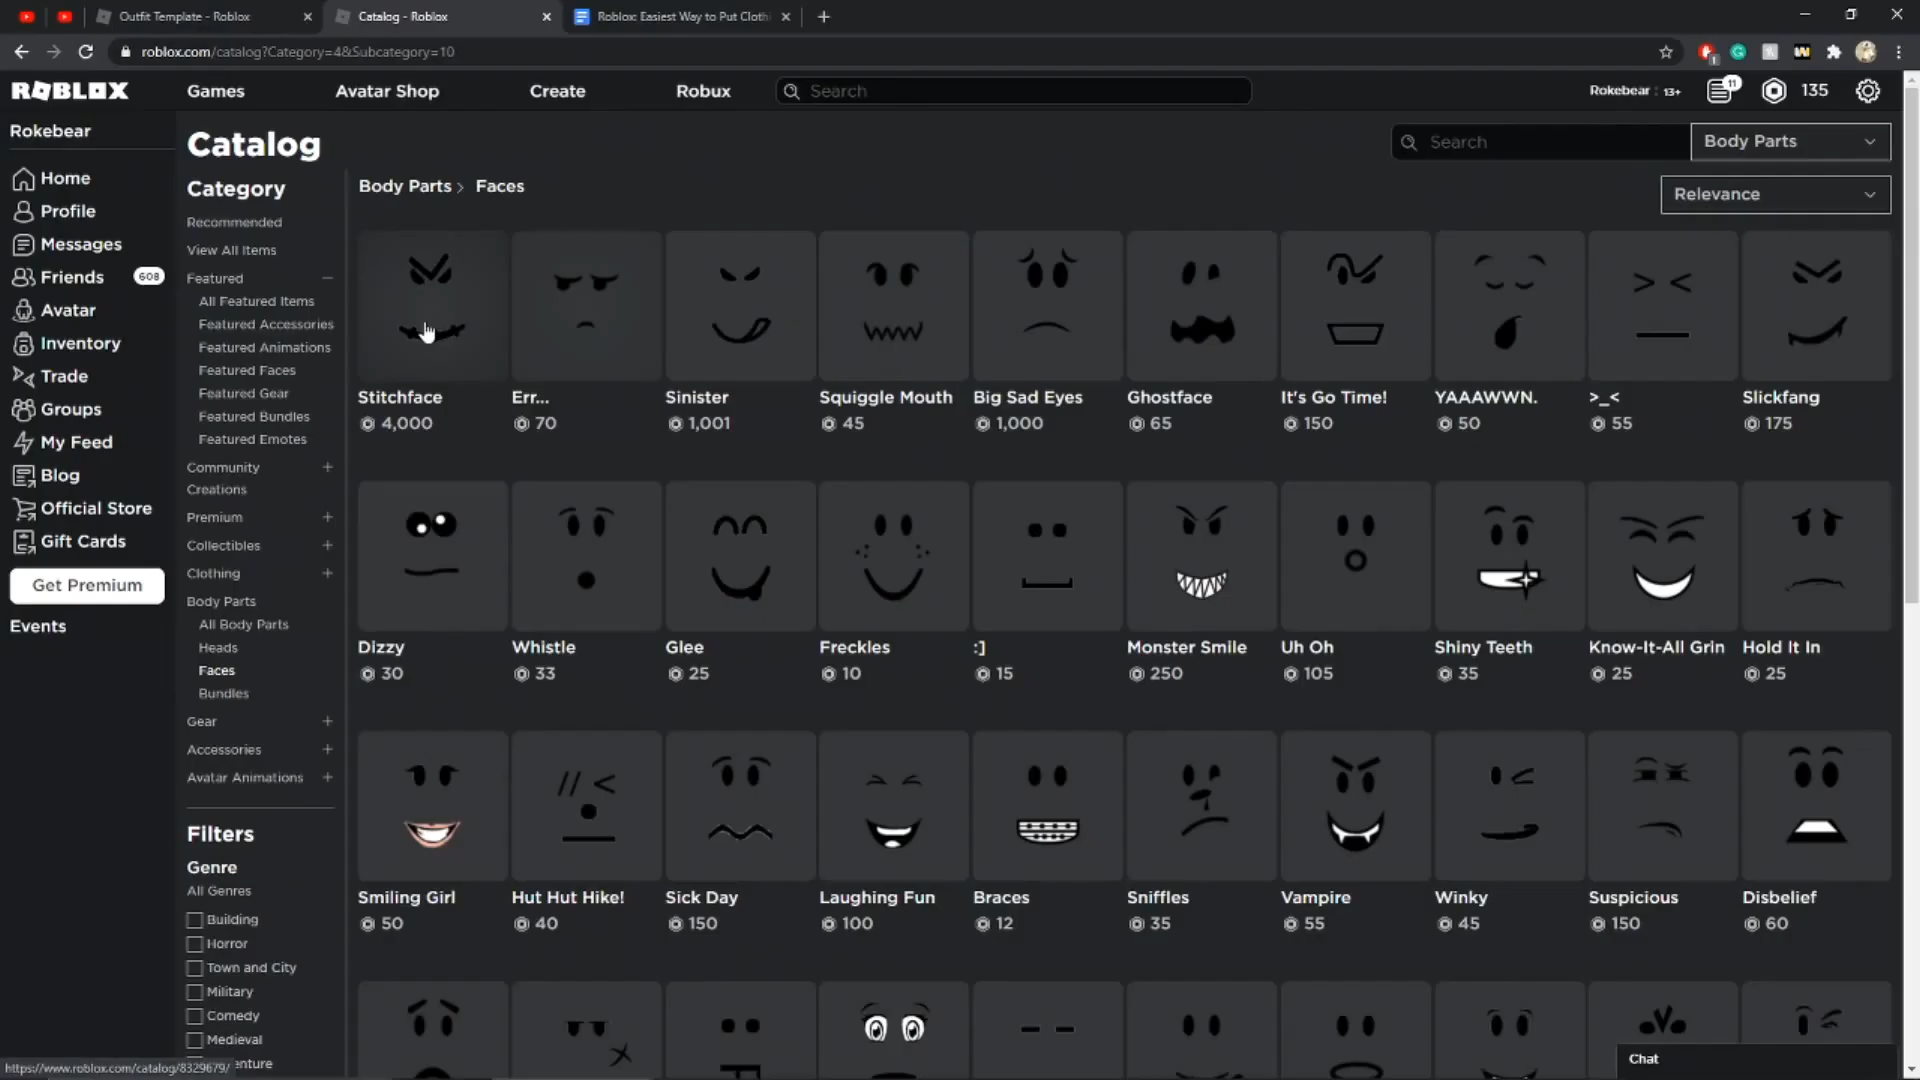 Outfit Template - Roblox
Catalog - Roblox
Roblox: Easiest Way to Put Clothi
roblox.com/catalog?Category=4&Subcategory=10
1
ROBLOX
Games
Avatar Shop
Create
Robux
Search
Rokebear : 13+
11
135
Rokebear
Home
Profile
Messages
Friends
608
Avatar
Inventory
Trade
Groups
My Feed
Blog
Official Store
Gift Cards
Get Premium
Events
Catalog
Search
Body Parts
Category
Body Parts > Faces
Relevance
Recommended
View All Items
Featured
All Featured Items
Featured Accessories
Featured Animations
Featured Faces
Featured Gear
Featured Bundles
Featured Emotes
Community
Creations
Premium
Collectibles
Clothing
Body Parts
All Body Parts
Heads
Faces
Bundles
Gear
Accessories
Avatar Animations
Filters
Genre
All Genres
Building
Horror
Town and City
Military
Comedy
Medieval
enture
Stitchface
4,000
Err...
70
Sinister
1,001
Squiggle Mouth
45
Big Sad Eyes
1,000
Ghostface
65
It's Go Time!
150
YAAAWWN.
50
>_<
55
Slickfang
175
Dizzy
30
Whistle
33
Glee
25
Freckles
10
:]
15
Monster Smile
250
Uh Oh
105
Shiny Teeth
35
Know-It-All Grin
25
Hold It In
25
Smiling Girl
50
Hut Hut Hike!
40
Sick Day
150
Laughing Fun
100
Braces
12
Sniffles
35
Vampire
55
Winky
45
Suspicious
150
Disbelief
60
Chat
https://www.roblox.com/catalog/8329679/